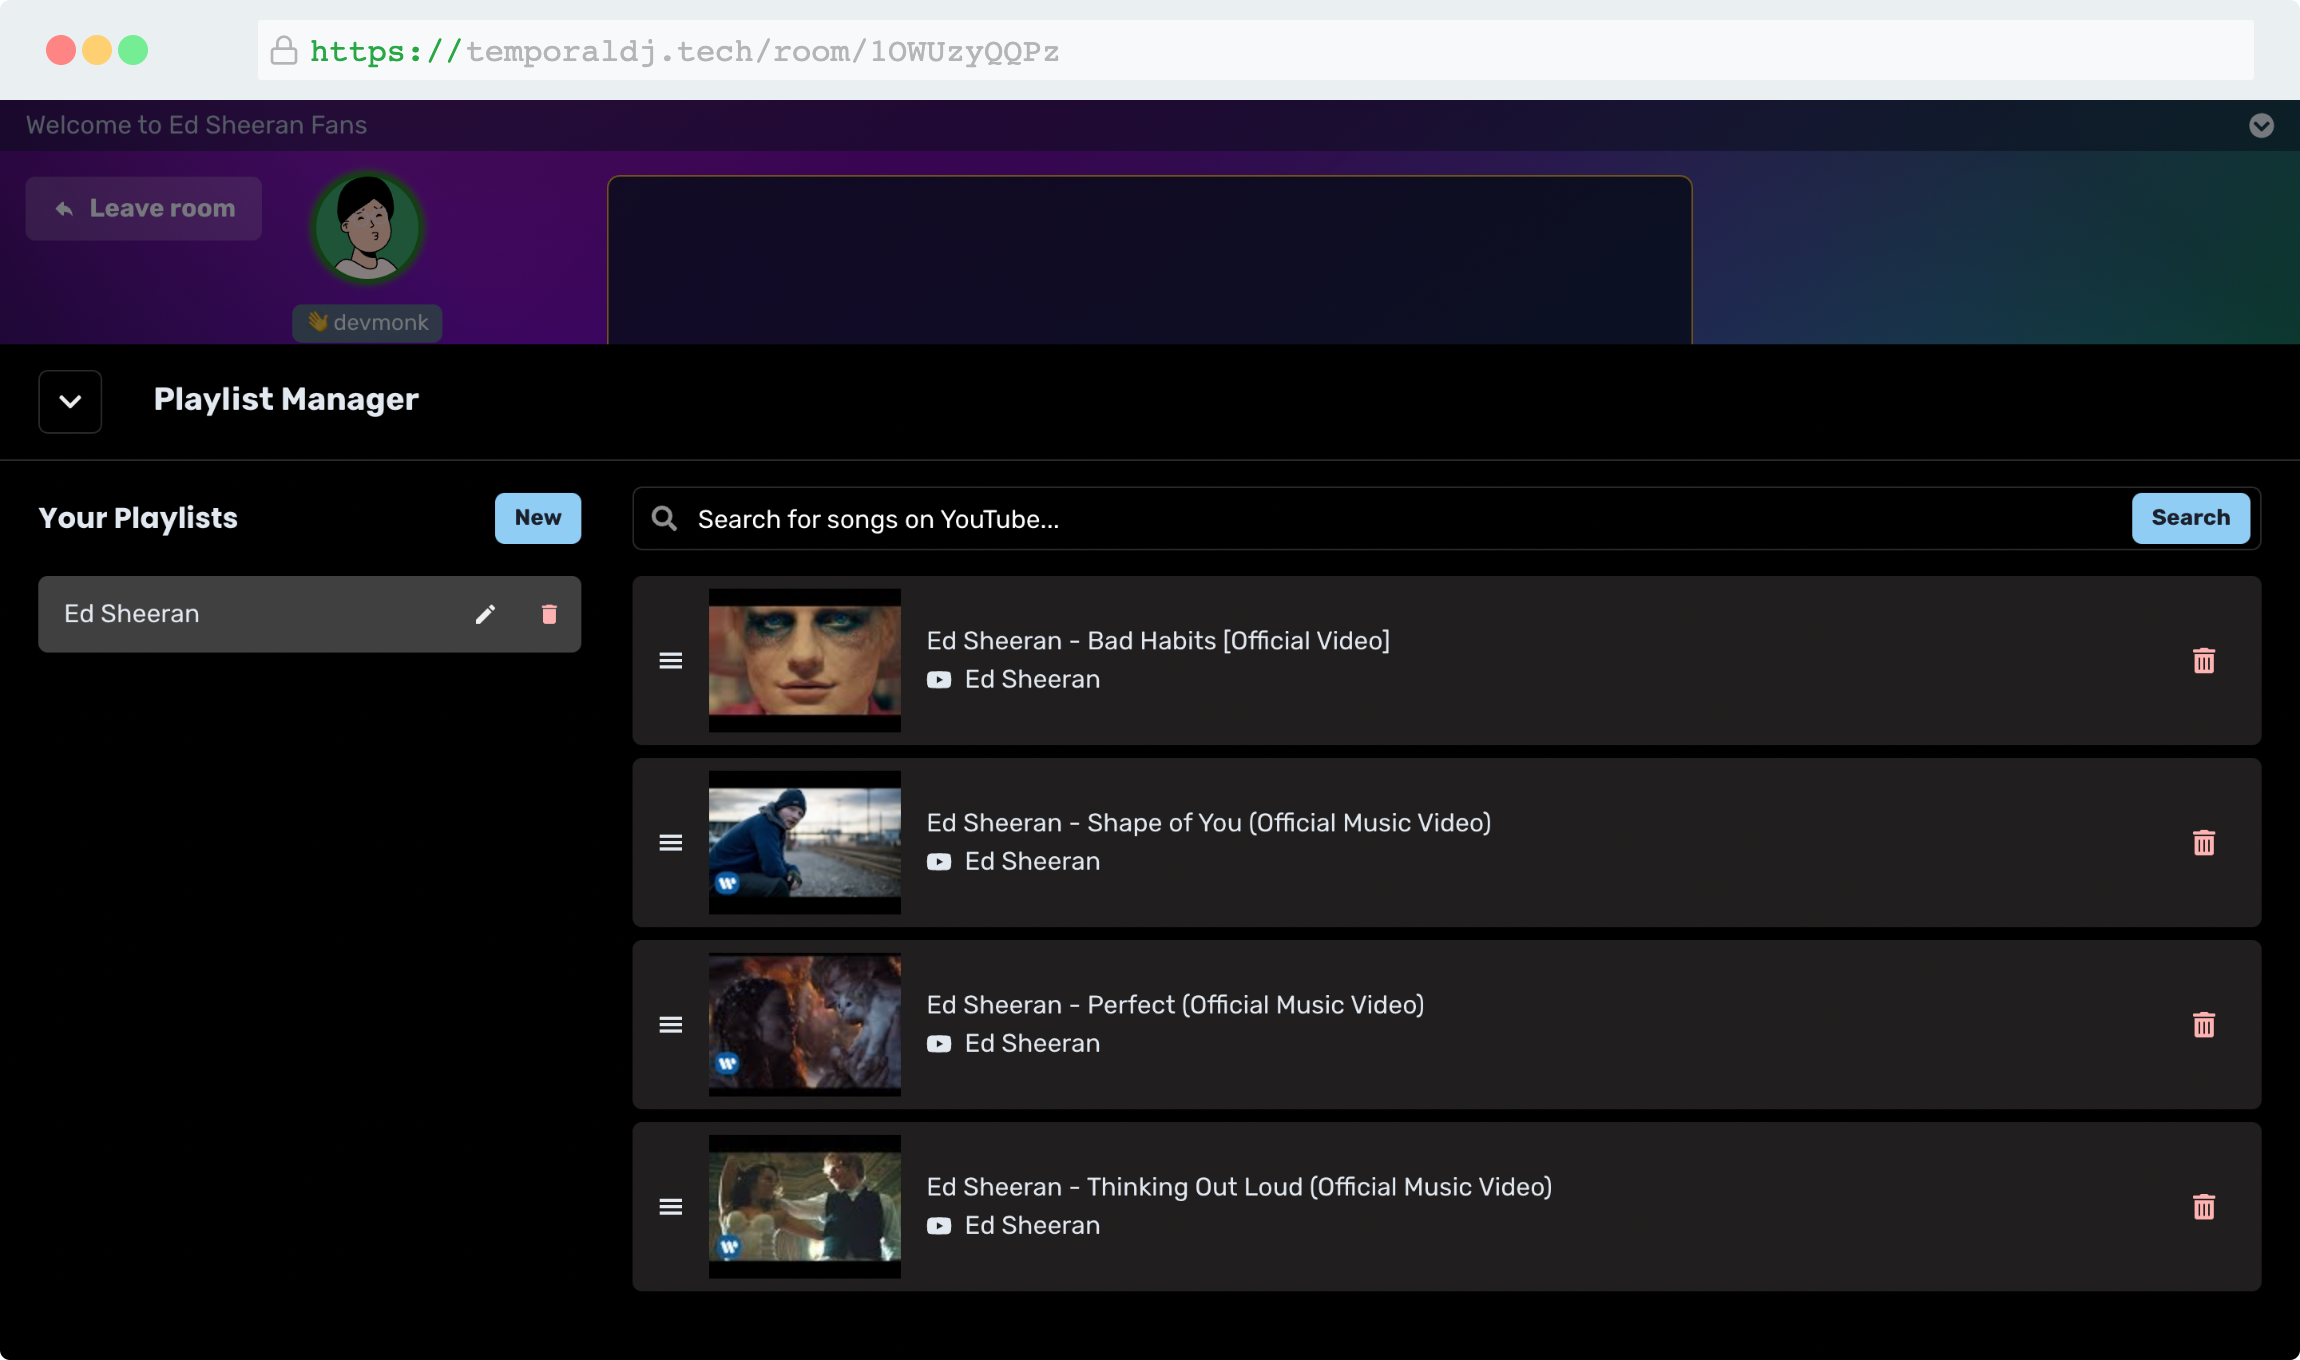 https://temporaldj.tech/room/1OWUzyQQPz
Welcome to Ed Sheeran Fans
Leave room
👋 devmonk
Playlist Manager
Your Playlists
New
Search for songs on YouTube...
Search
Ed Sheeran
Ed Sheeran - Bad Habits [Official Video]
Ed Sheeran
Ed Sheeran - Shape of You (Official Music Video)
Ed Sheeran
Ed Sheeran - Perfect (Official Music Video)
Ed Sheeran
Ed Sheeran - Thinking Out Loud (Official Music Video)
Ed Sheeran